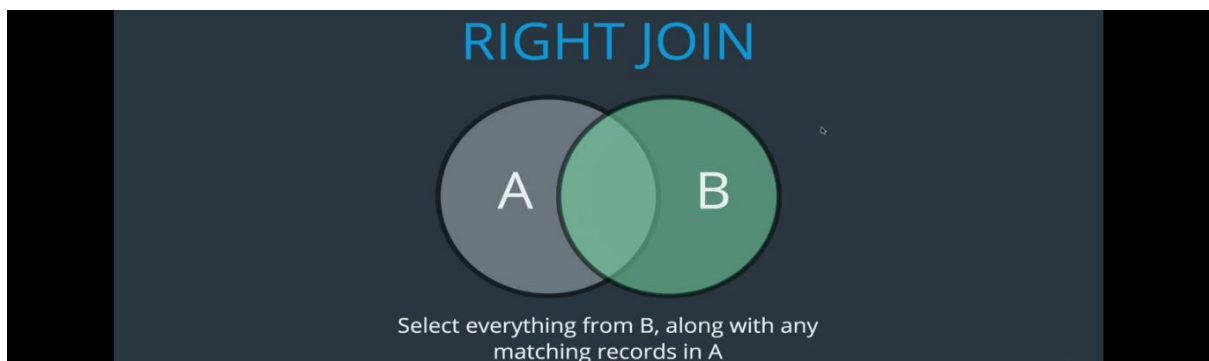 RIGHT JOIN
A B
Select everything from B, along with any
matching records in A